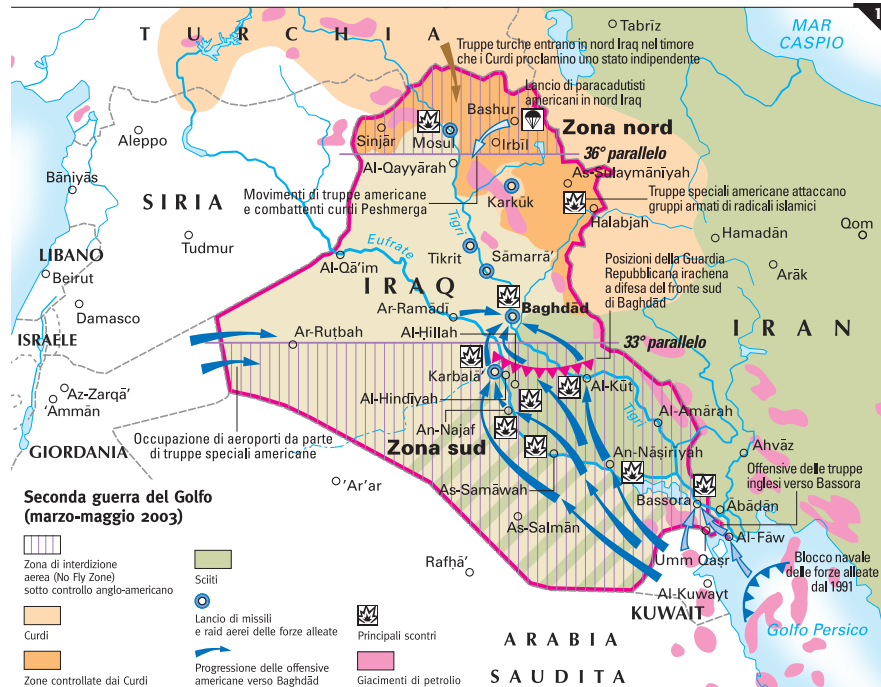 1
TURCHIA
Tabrīz
MAR
CASPIO
Truppe turche entrano in nord Iraq nel timore
che i Curdi proclamino uno stato indipendente
Lancio di paracadutisti
americani in nord Iraq
Bashur
Zona nord
Aleppo
Sinjār
Mosul
Irbīl
36° parallelo
Al-Qayyārah
As-Sulaymānīyah
Bāniyās
SIRIA
Movimenti di truppe americane
e combattenti curdi Peshmerga
Karkūk
Truppe speciali americane attaccano
gruppi armati di radicali islamici
Halabjah
Tigri
Hamadān
Qom
Tudmur
Eufrate
LIBANO
Beirut
Al-Qā'im
Tikrit
Sāmarrā'
Posizioni della Guardia
Repubblicana irachena
a difesa del fronte sud
di Baghdād
Arāk
IRAQ
Damasco
Ar-Ramādī
Baghdād
IRAN
ISRAELE
Ar-Ruṭbah
Al-Ḥillah
33° parallelo
Karbalā'
Al-Kūt
Az-Zarqā'
'Ammān
Al-Hindīyah
Tigri
Al-Amārah
An-Najaf
Occupazione di aeroporti da parte
di truppe speciali americane
Zona sud
An-Nāṣirīyah
Ahvāz
GIORDANIA
Offensive delle truppe
inglesi verso Bassora
'Ar'ar
As-Samāwah
Bassora
Ābādān
As-Salmān
Al-Fāw
Rafḥā'
Umm Qaṣr
Blocco navale
delle forze alleate
dal 1991
Al-Kuwayt
KUWAIT
Golfo Persico
ARABIA
SAUDITA
Seconda guerra del Golfo
(marzo-maggio 2003)
Zona di interdizione
aerea (No Fly Zone)
sotto controllo anglo-americano
Curdi
Zone controllate dai Curdi
Sciiti
Lancio di missili
e raid aerei delle forze alleate
Progressione delle offensive
americane verso Baghdād
Principali scontri
Giacimenti di petrolio